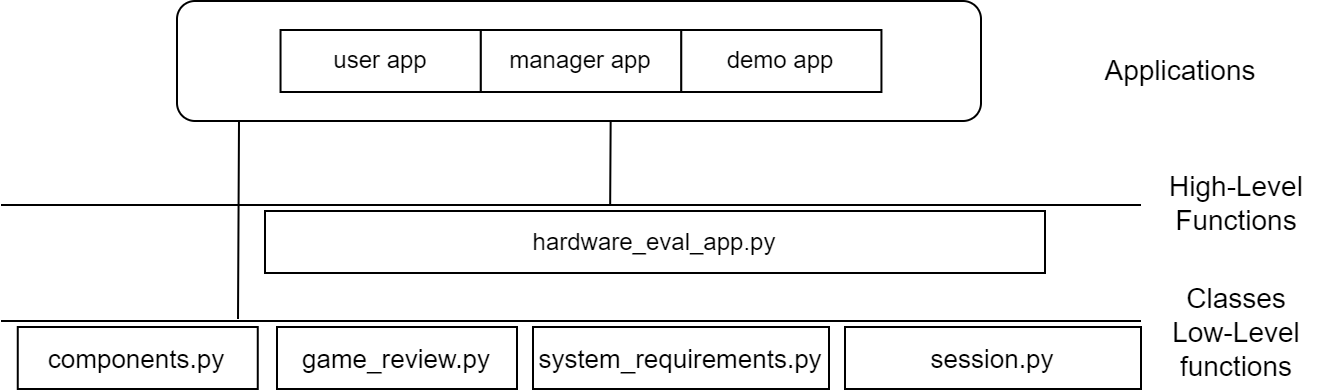 user app
manager app
demo app
Applications
High-Level
Functions
hardware_eval_app.py
Classes
Low-Level
functions
components.py
game_review.py
system_requirements.py
session.py